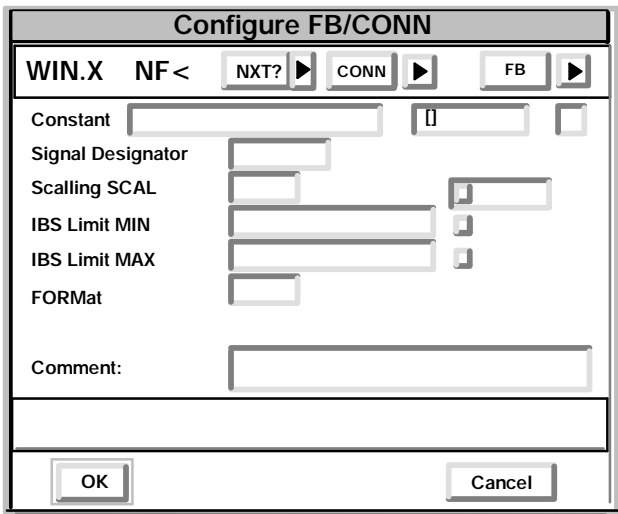 Configure FB/CONN
WIN.X NF< NXT? CONN FB
Constant []
Signal Designator
Scalling SCAL
IBS Limit MIN
IBS Limit MAX
FORMat
Comment:
OK Cancel